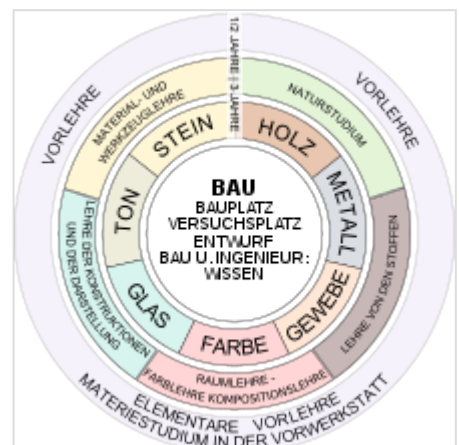 VORLEHRE
VORLEHRE
1/2 JAHRE | 3 JAHRE
MATERIAL- UND
WERKZEUGLEHRE
NATURSTUDIUM
STEIN
HOLZ
TON
METALL
BAU
BAUPLATZ
VERSUCHSPLATZ
ENTWURF
BAU U. INGENIEUR:
WISSEN
LEHRE DER KONSTRUKTIONEN
UND DER DARSTELLUNG
LEHRE VON DEN STOFFEN
GLAS
GEWEBE
FARBE
RAUMLEHRE -
FARBLEHRE KOMPOSITIONSLEHRE
ELEMENTARE VORLEHRE
MATERIESTUDIUM IN DER VORWERKSTATT